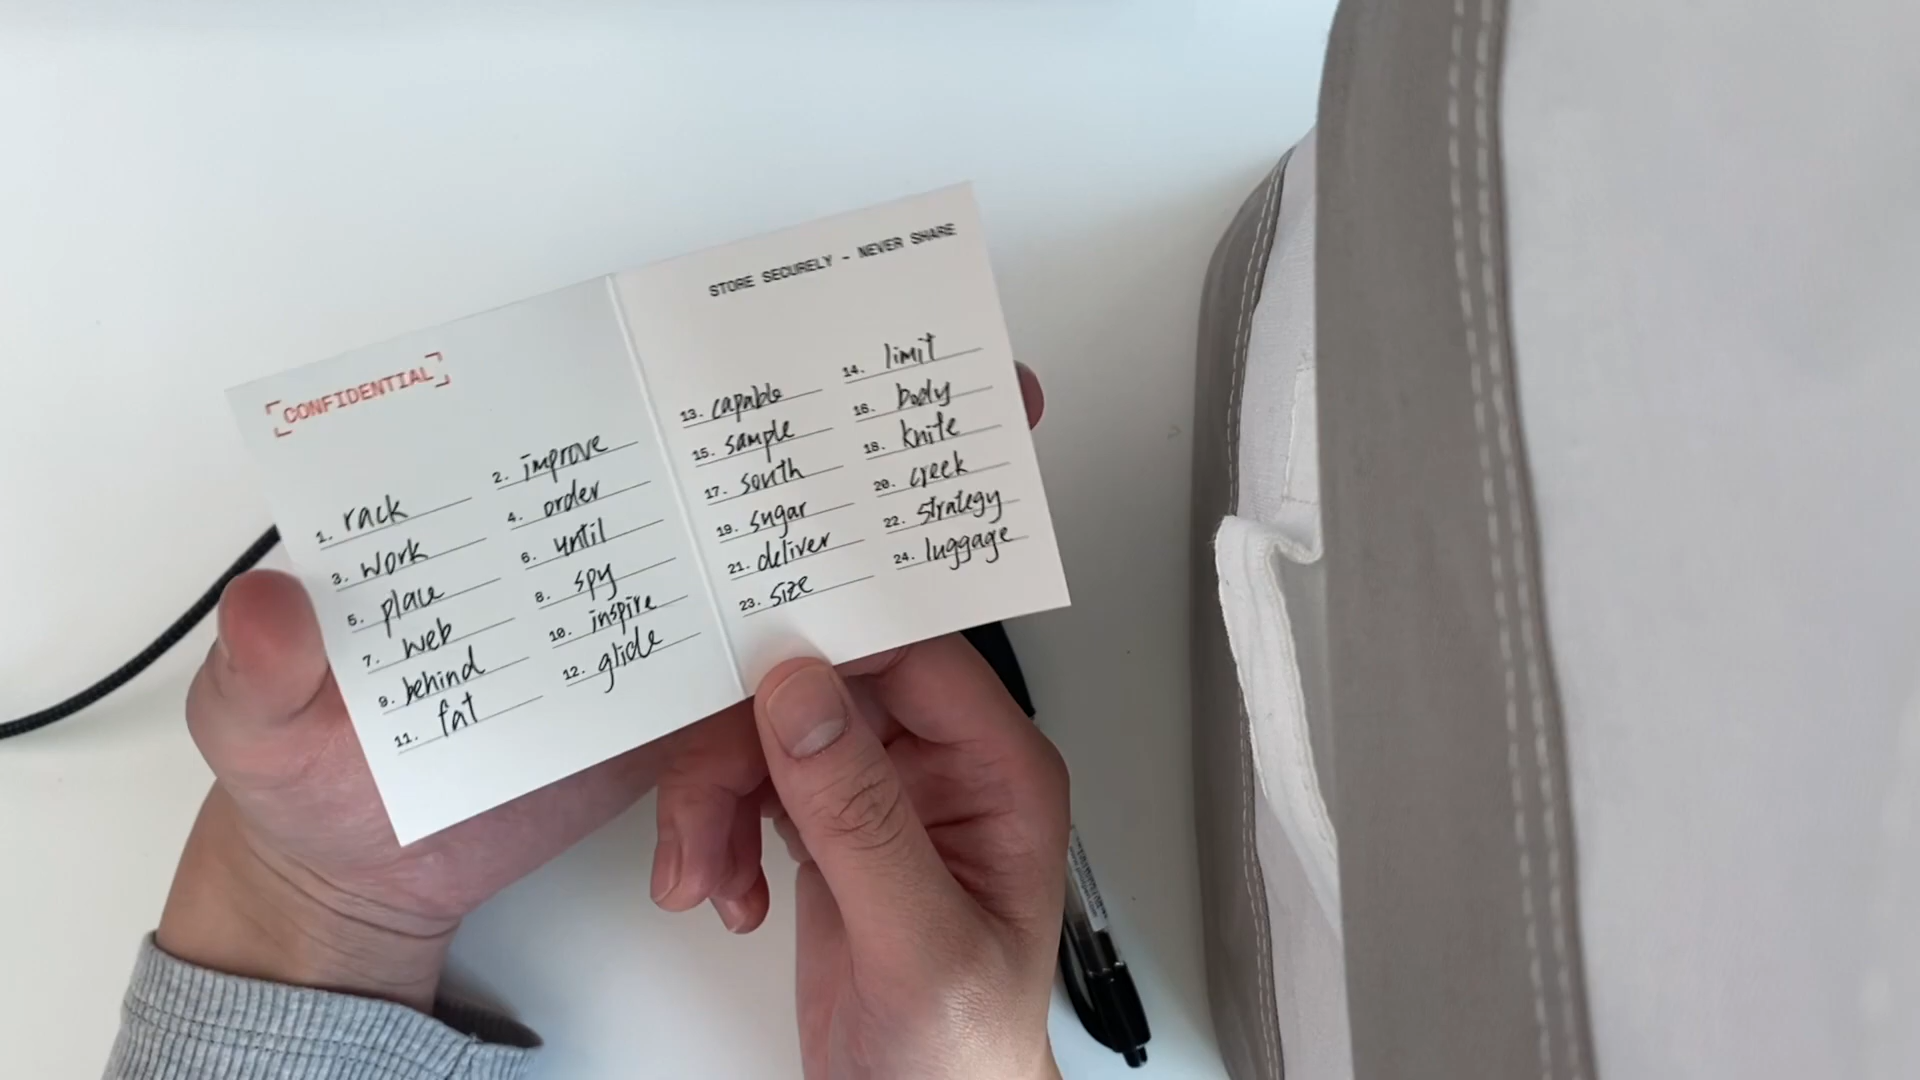 CONFIDENTIAL
1. rack 2. improve
3. work 4. order
5. place 6. until
7. web 8. spy
9. behind 10. inspire
11. fat 12. glide
STORE SECURELY - NEVER SHARE
13. capable 14. limit
15. sample 16. body
17. south 18. knife
19. sugar 20. creek
21. deliver 22. strategy
23. size 24. luggage